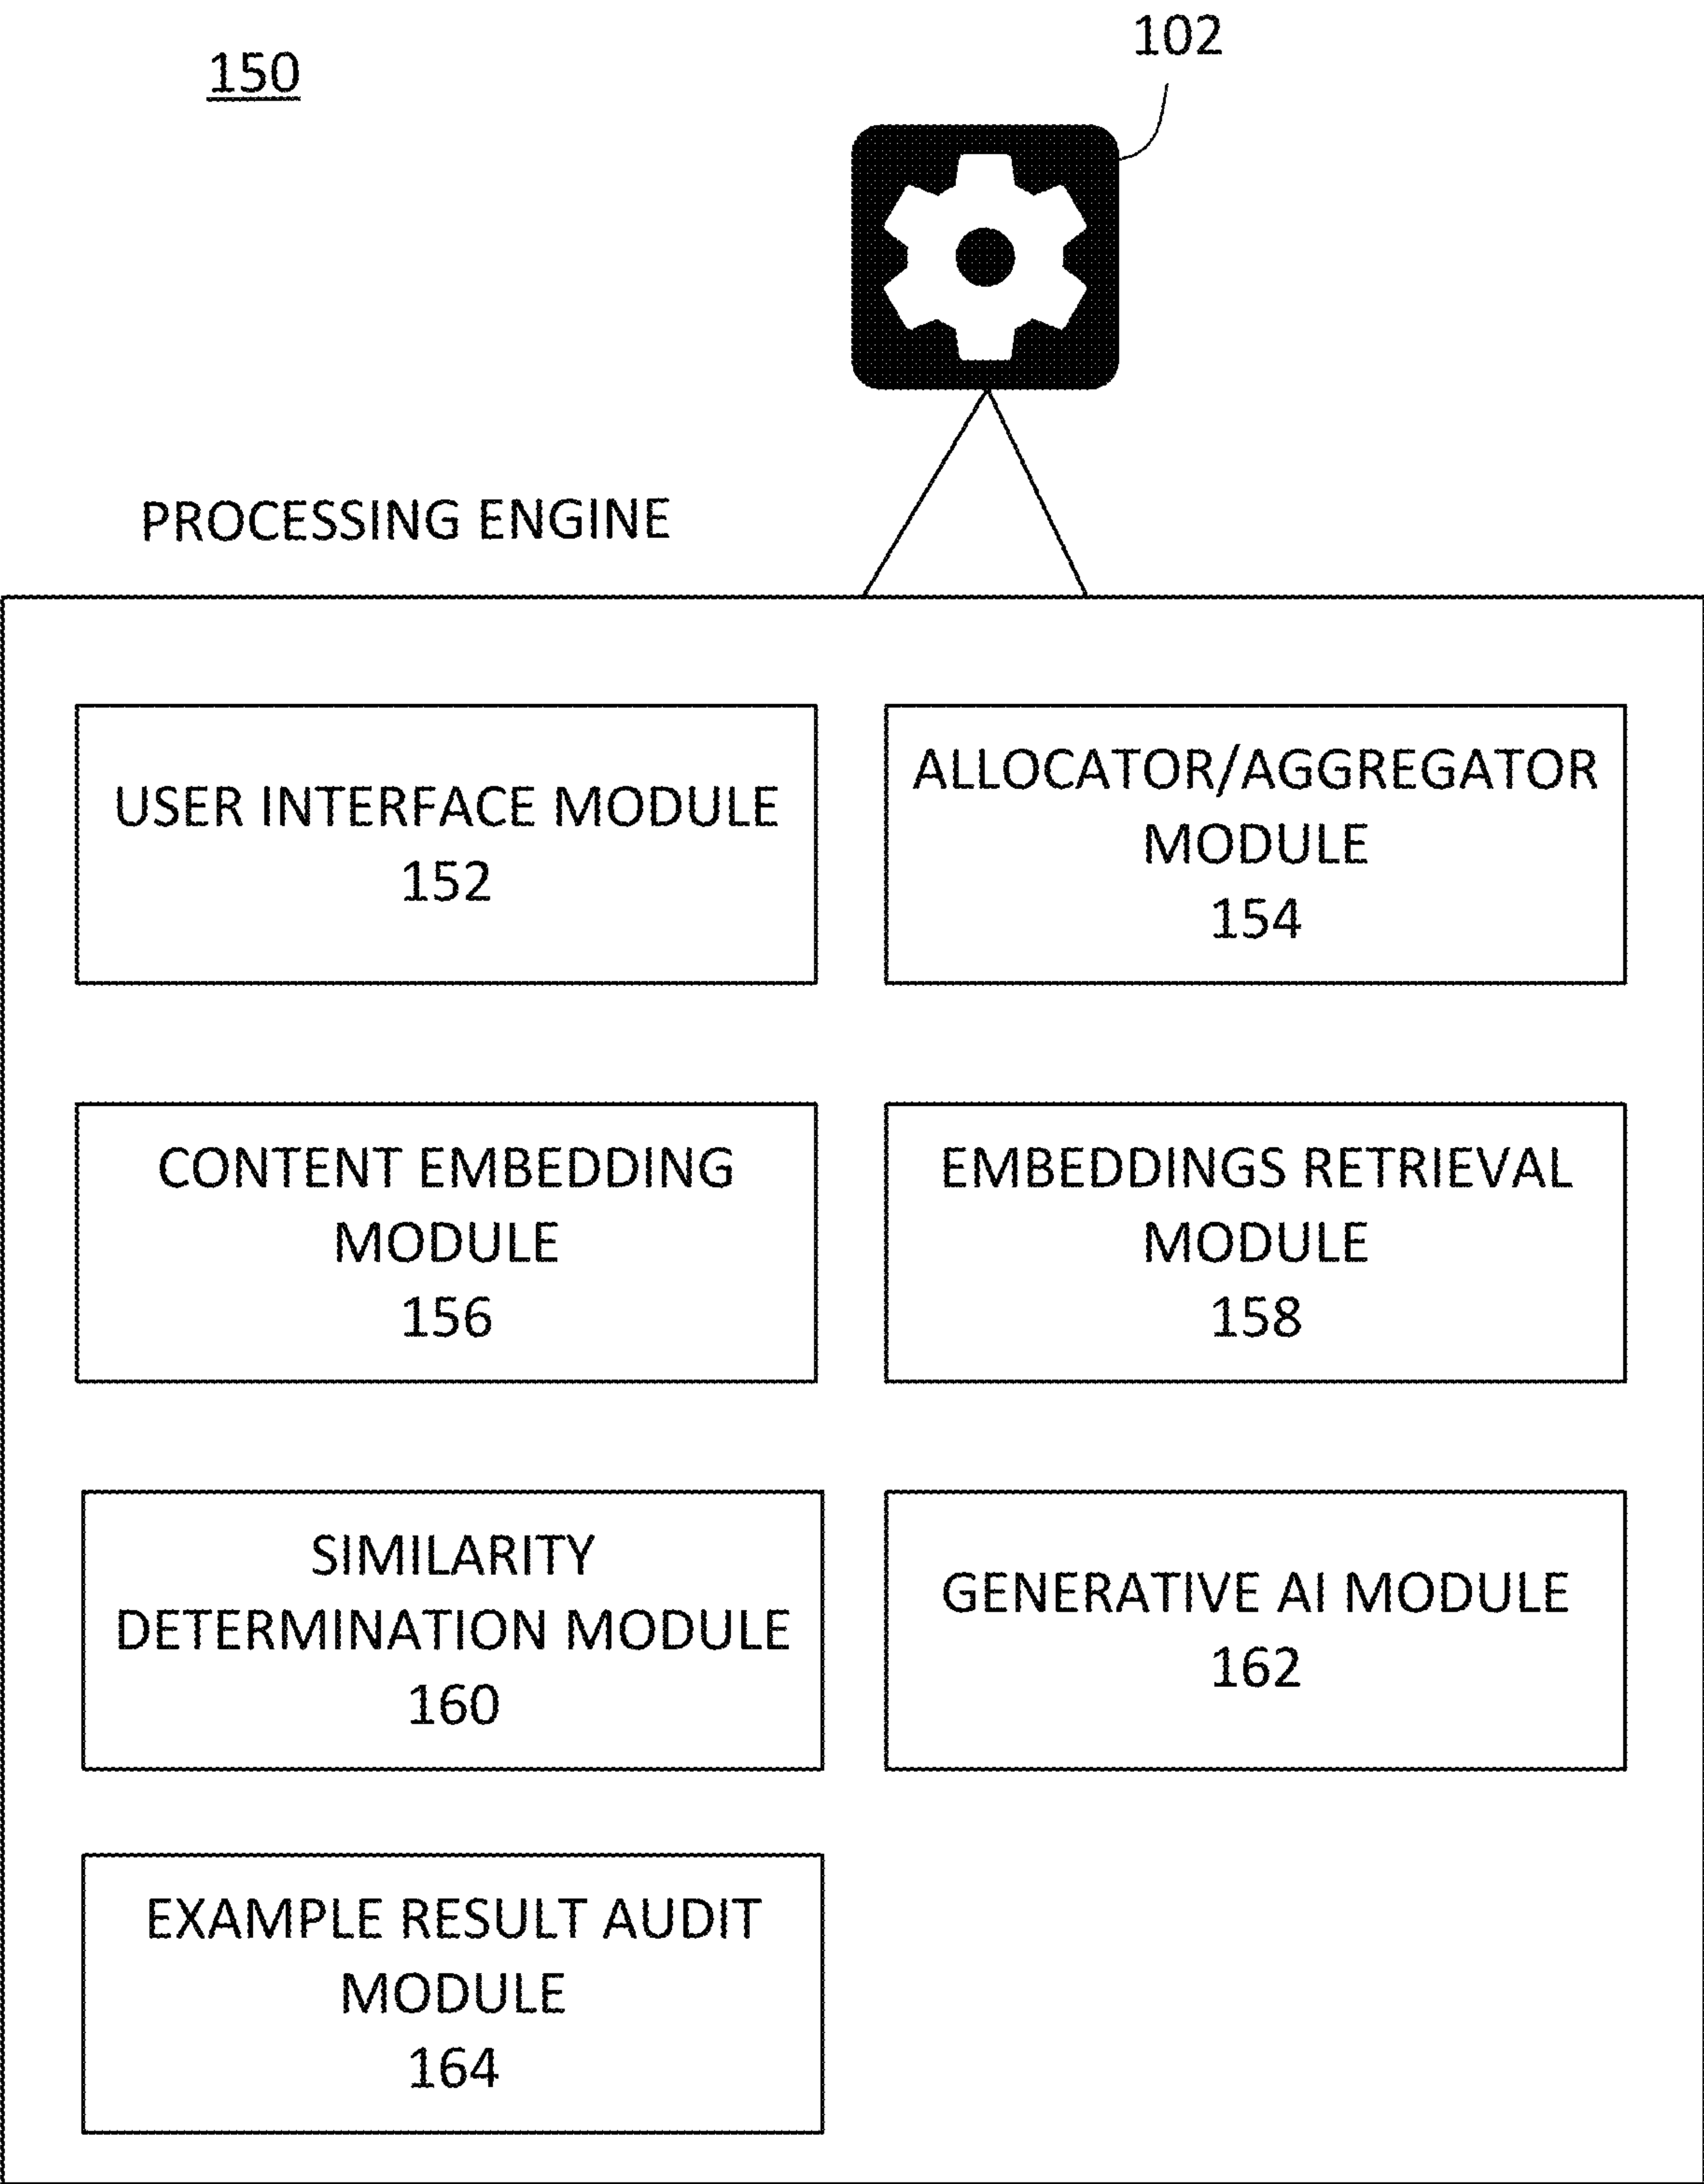 150
102
PROCESSING ENGINE
USER INTERFACE MODULE
152
ALLOCATOR/AGGREGATOR
MODULE
154
CONTENT EMBEDDING
MODULE
156
EMBEDDINGS RETRIEVAL
MODULE
158
SIMILARITY
DETERMINATION MODULE
160
GENERATIVE AI MODULE
162
EXAMPLE RESULT AUDIT
MODULE
164